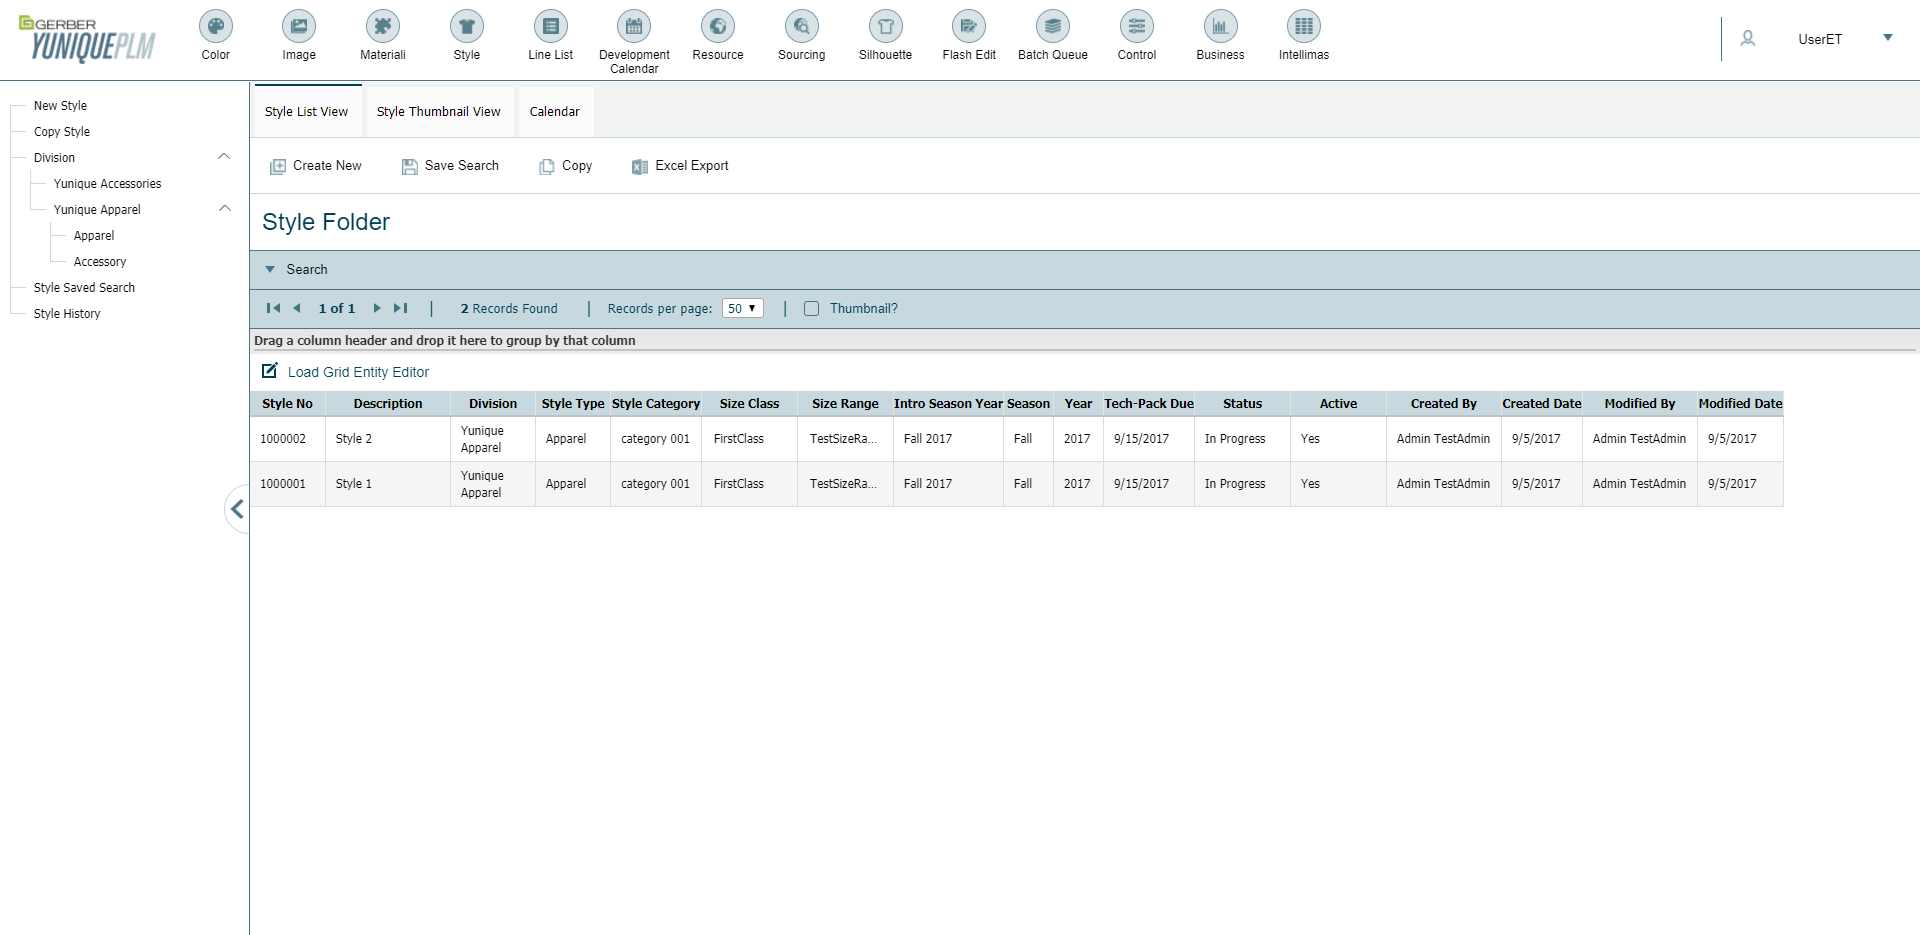 GERBER
YUNIQUEPLM
Color
Image
Materiali
Style
Line List
Development
Calendar
Resource
Sourcing
Silhouette
Flash Edit
Batch Queue
Control
Business
Intellimas
UserET
New Style
Copy Style
Division
Yunique Accessories
Yunique Apparel
Apparel
Accessory
Style Saved Search
Style History
Style List View
Style Thumbnail View
Calendar
Create New
Save Search
Copy
Excel Export
Style Folder
Search
1 of 1 | 2 Records Found | Records per page: 50 | Thumbnail?
Drag a column header and drop it here to group by that column
Load Grid Entity Editor
Style No Description Division Style Type Style Category Size Class Size Range Intro Season Year Season Year Tech-Pack Due Status Active Created By Created Date Modified By Modified Date
1000002 Style 2 Yunique Apparel Apparel category 001 FirstClass TestSizeRa... Fall 2017 Fall 2017 9/15/2017 In Progress Yes Admin TestAdmin 9/5/2017 Admin TestAdmin 9/5/2017
1000001 Style 1 Yunique Apparel Apparel category 001 FirstClass TestSizeRa... Fall 2017 Fall 2017 9/15/2017 In Progress Yes Admin TestAdmin 9/5/2017 Admin TestAdmin 9/5/2017